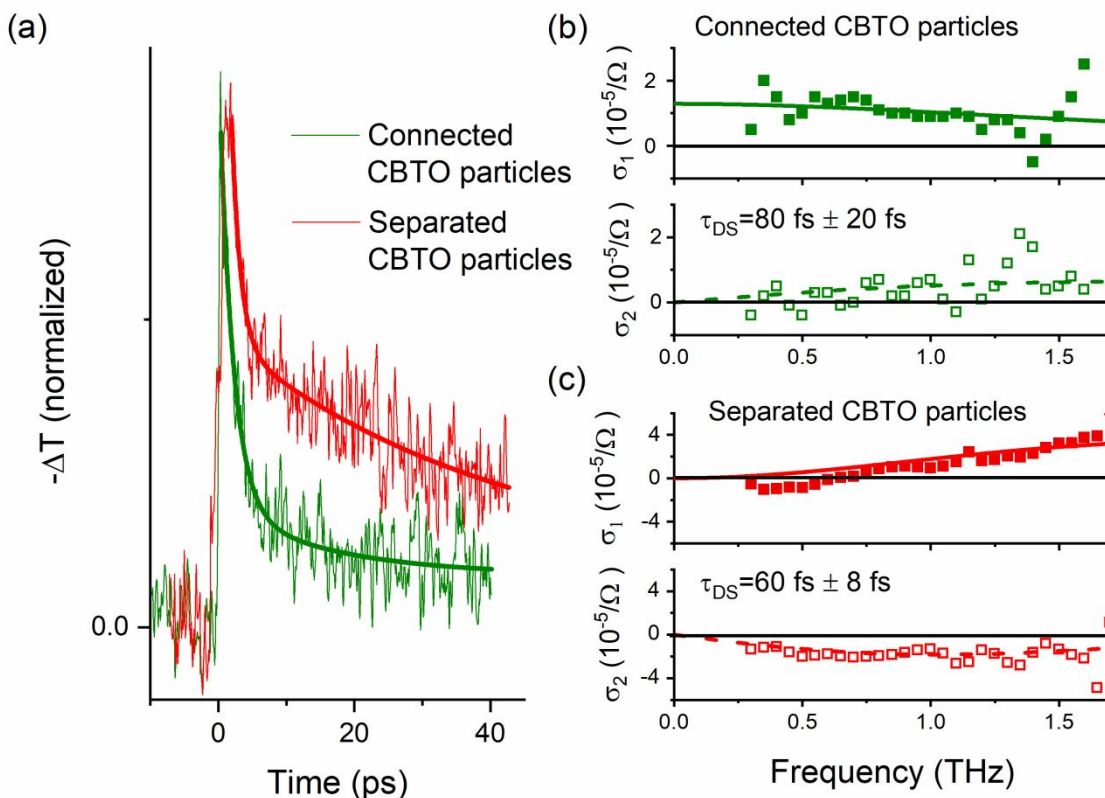 (a)
-ΔT (normalized)
0.0
Connected
CBTO particles
Separated
CBTO particles
0
20
40
Time (ps)
(b)
Connected CBTO particles
σ₁ (10⁻⁵/Ω)
2
0
τ_DS=80 fs ± 20 fs
σ₂ (10⁻⁵/Ω)
2
0
0.0
0.5
1.0
1.5
(c)
Separated CBTO particles
σ₁ (10⁻⁵/Ω)
4
0
-4
τ_DS=60 fs ± 8 fs
σ₂ (10⁻⁵/Ω)
4
0
-4
0.0
0.5
1.0
1.5
Frequency (THz)